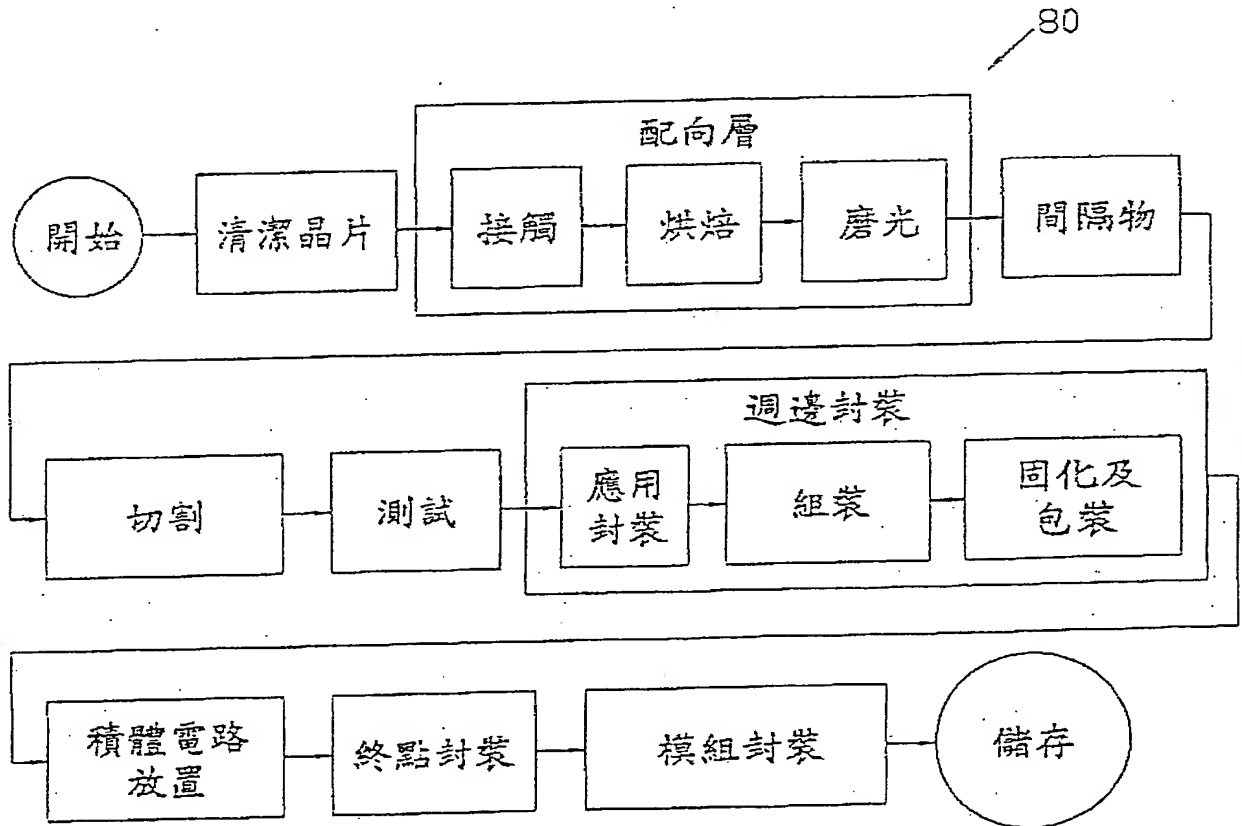 80
配向層
開始
清潔晶片
接觸
烘焙
磨光
間隔物
週邊封裝
切割
測試
應用
封裝
組裝
固化及
包裝
積體電路
放置
終點封裝
模組封裝
儲存